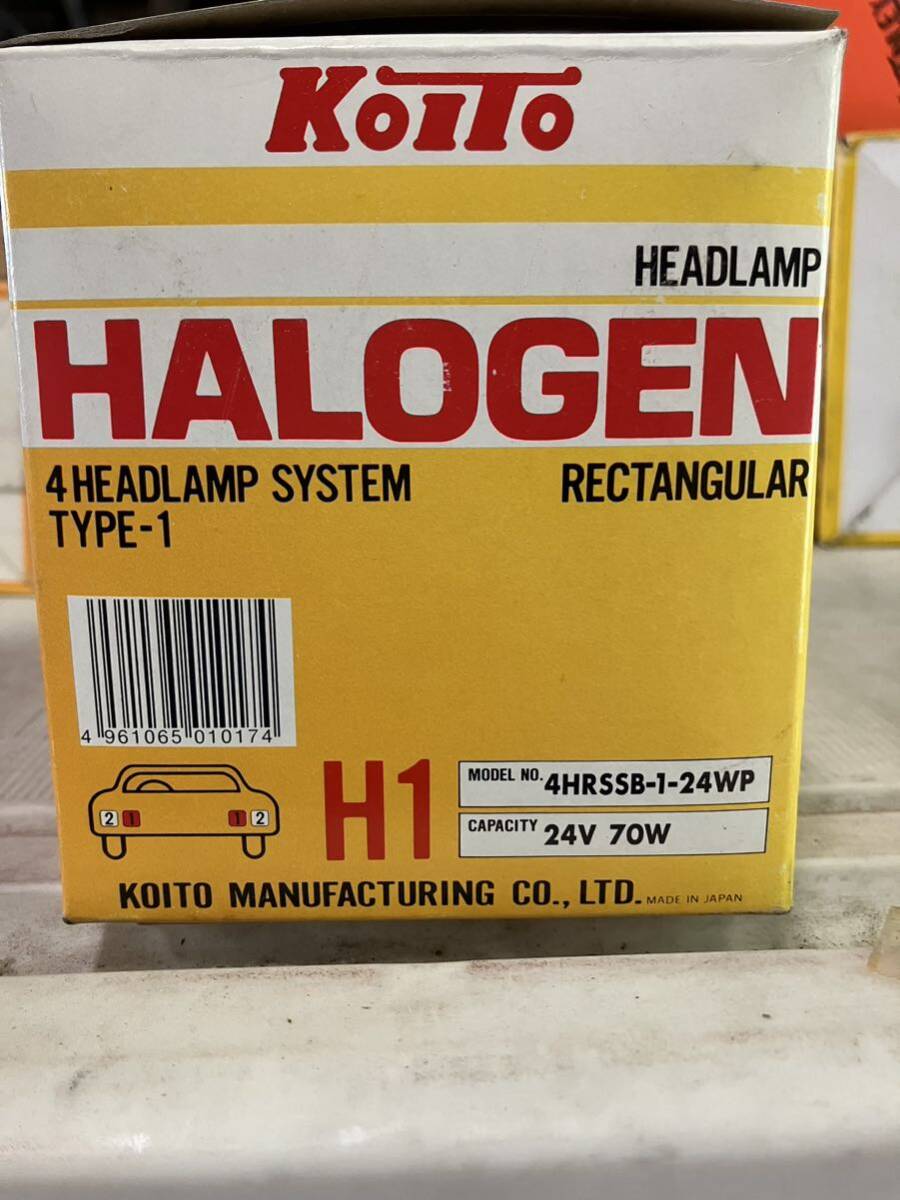 KoiTo
HEADLAMP
HALOGEN
4 HEADLAMP SYSTEM RECTANGULAR
TYPE-1
4 961065 010174
2 1 1 2
H1
MODEL NO. 4HRSSB-1-24WP
CAPACITY 24V 70W
KOITO MANUFACTURING CO., LTD. MADE IN JAPAN